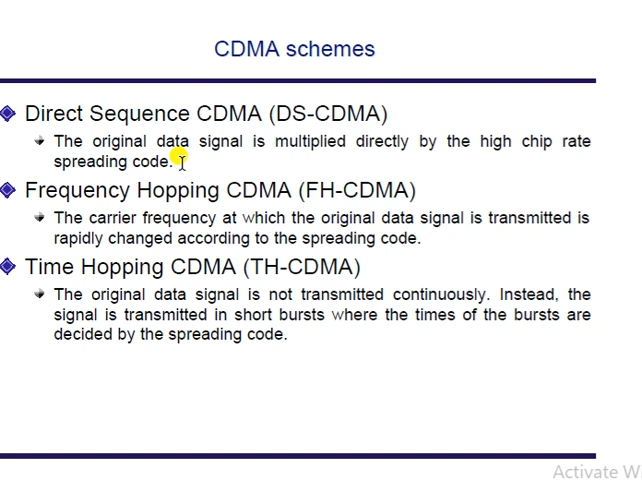 CDMA schemes
Direct Sequence CDMA (DS-CDMA)
The original data signal is multiplied directly by the high chip rate
spreading code.
Frequency Hopping CDMA (FH-CDMA)
The carrier frequency at which the original data signal is transmitted is
rapidly changed according to the spreading code.
Time Hopping CDMA (TH-CDMA)
The original data signal is not transmitted continuously. Instead, the
signal is transmitted in short bursts where the times of the bursts are
decided by the spreading code.
Activate